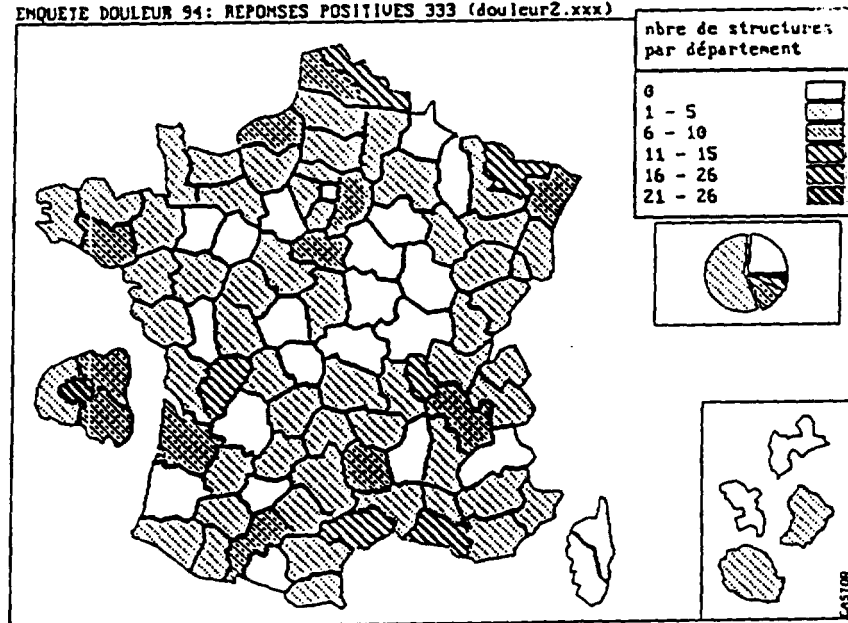 ENQUETE DOULEUR 94: REPONSES POSITIVES 333 (douleur2.xxx)
nbre de structures
par département
0
1 - 5
6 - 10
11 - 15
16 - 26
21 - 26
CASTOR